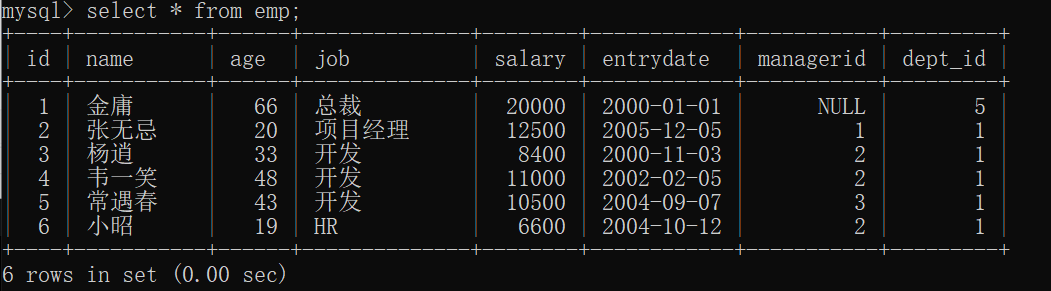 mysql> select * from emp;
+----+-----------+-----+--------------+--------+------------+-----------+---------+
| id | name | age | job | salary | entrydate | managerid | dept_id |
+----+-----------+-----+--------------+--------+------------+-----------+---------+
| 1 | 金庸 | 66 | 总裁 | 20000 | 2000-01-01 | NULL | 5 |
| 2 | 张无忌 | 20 | 项目经理 | 12500 | 2005-12-05 | 1 | 1 |
| 3 | 杨逍 | 33 | 开发 | 8400 | 2000-11-03 | 2 | 1 |
| 4 | 韦一笑 | 48 | 开发 | 11000 | 2002-02-05 | 2 | 1 |
| 5 | 常遇春 | 43 | 开发 | 10500 | 2004-09-07 | 3 | 1 |
| 6 | 小昭 | 19 | HR | 6600 | 2004-10-12 | 2 | 1 |
+----+-----------+-----+--------------+--------+------------+-----------+---------+
6 rows in set (0.00 sec)